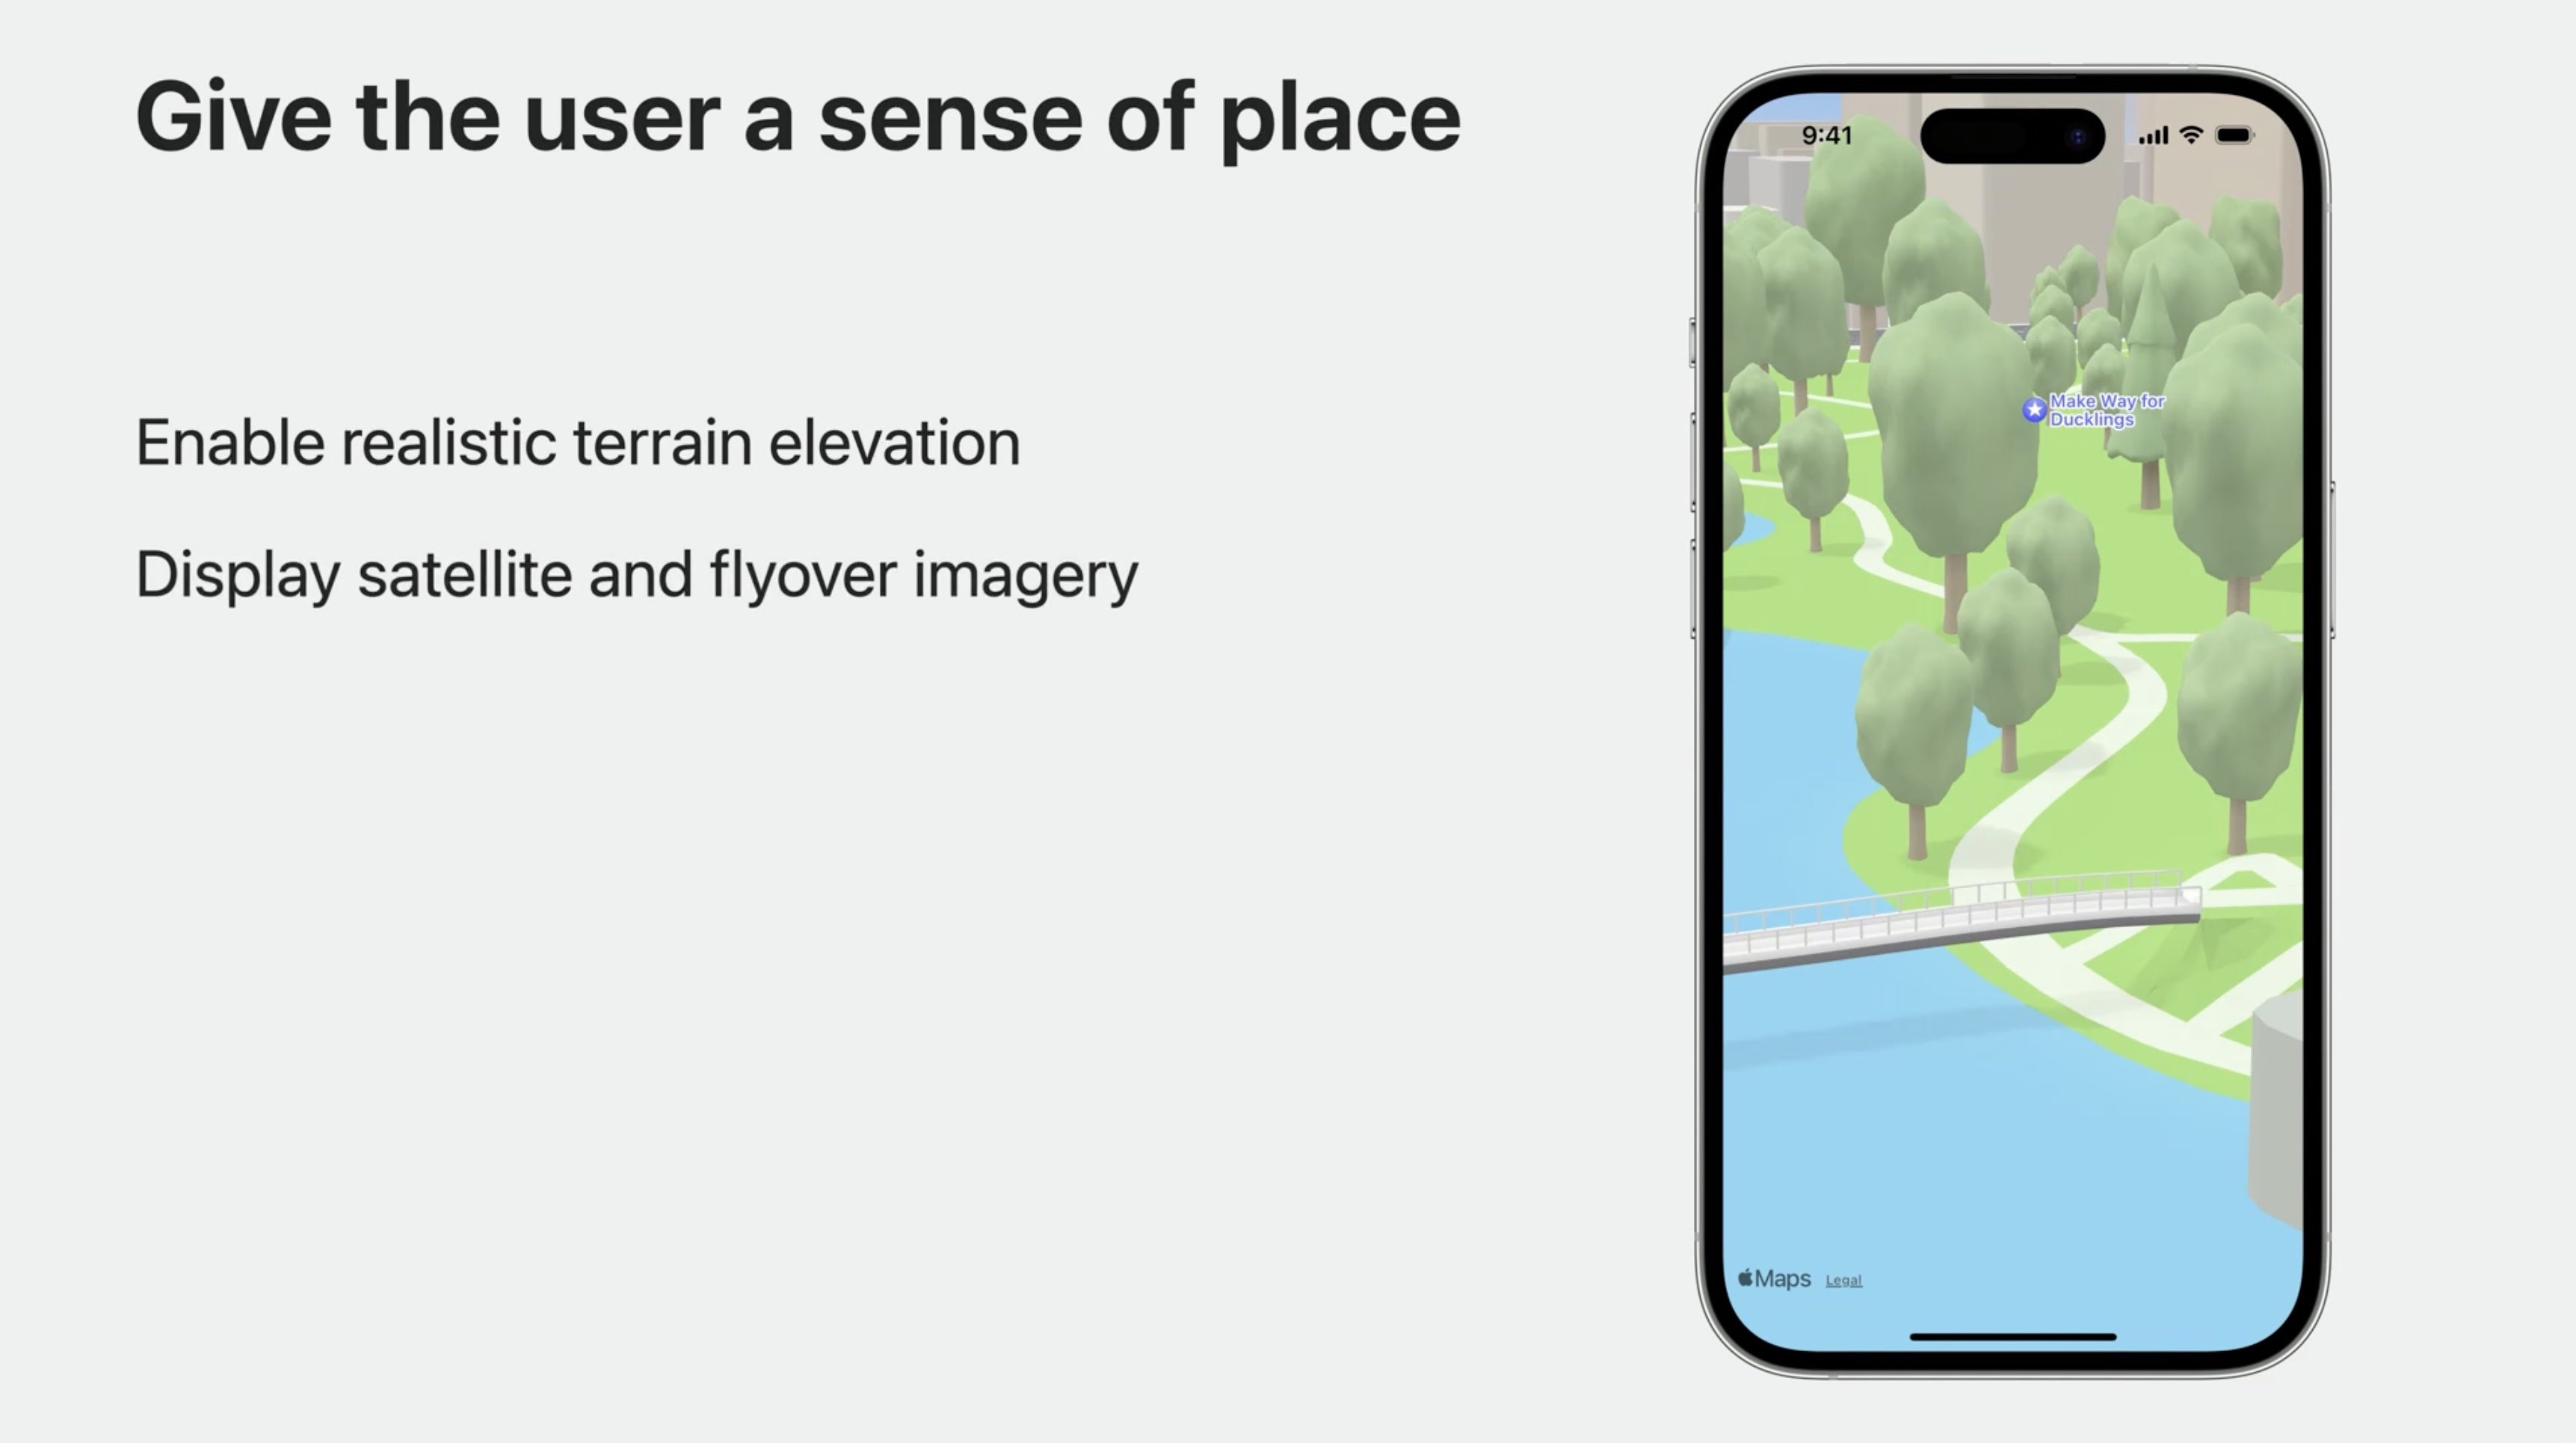 Give the user a sense of place
Enable realistic terrain elevation
Display satellite and flyover imagery
9:41
Make Way for
Ducklings
Maps Legal